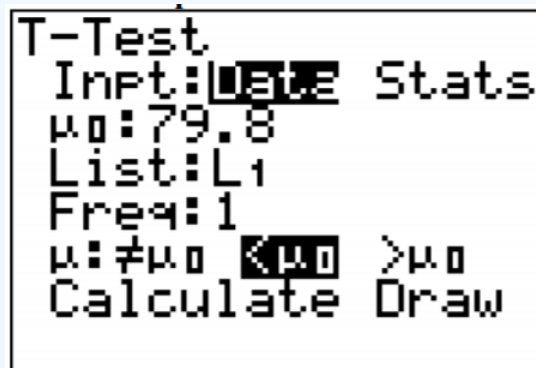 T-Test
Inpt:Data Stats
μ0:79.8
List:L1
Freq:1
μ:≠μ0 <μ0 >μ0
Calculate Draw